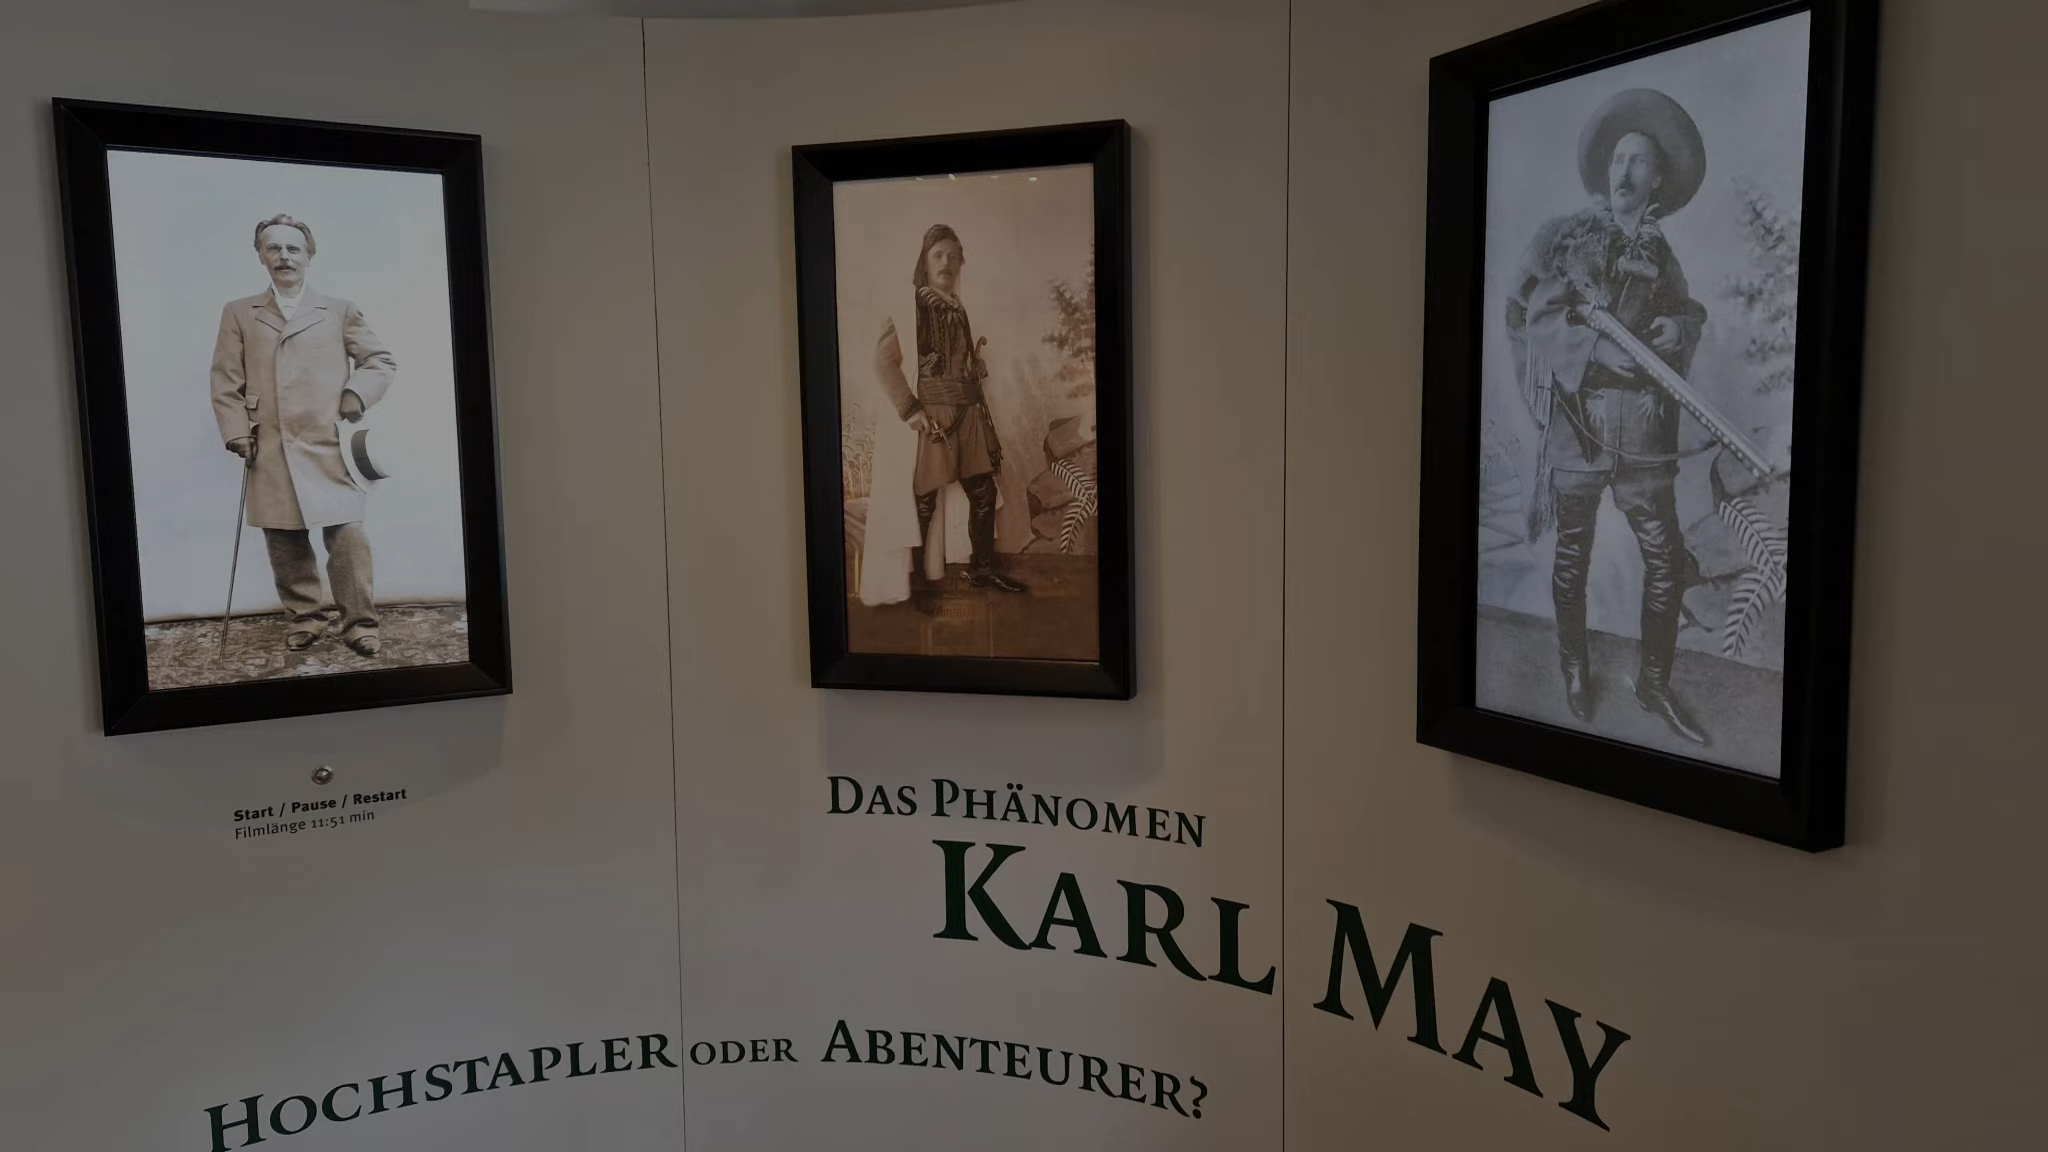 Start / Pause / Restart
Filmlänge 11:51 min
DAS PHÄNOMEN
KARL MAY
HOCHSTAPLER ODER ABENTEURER?